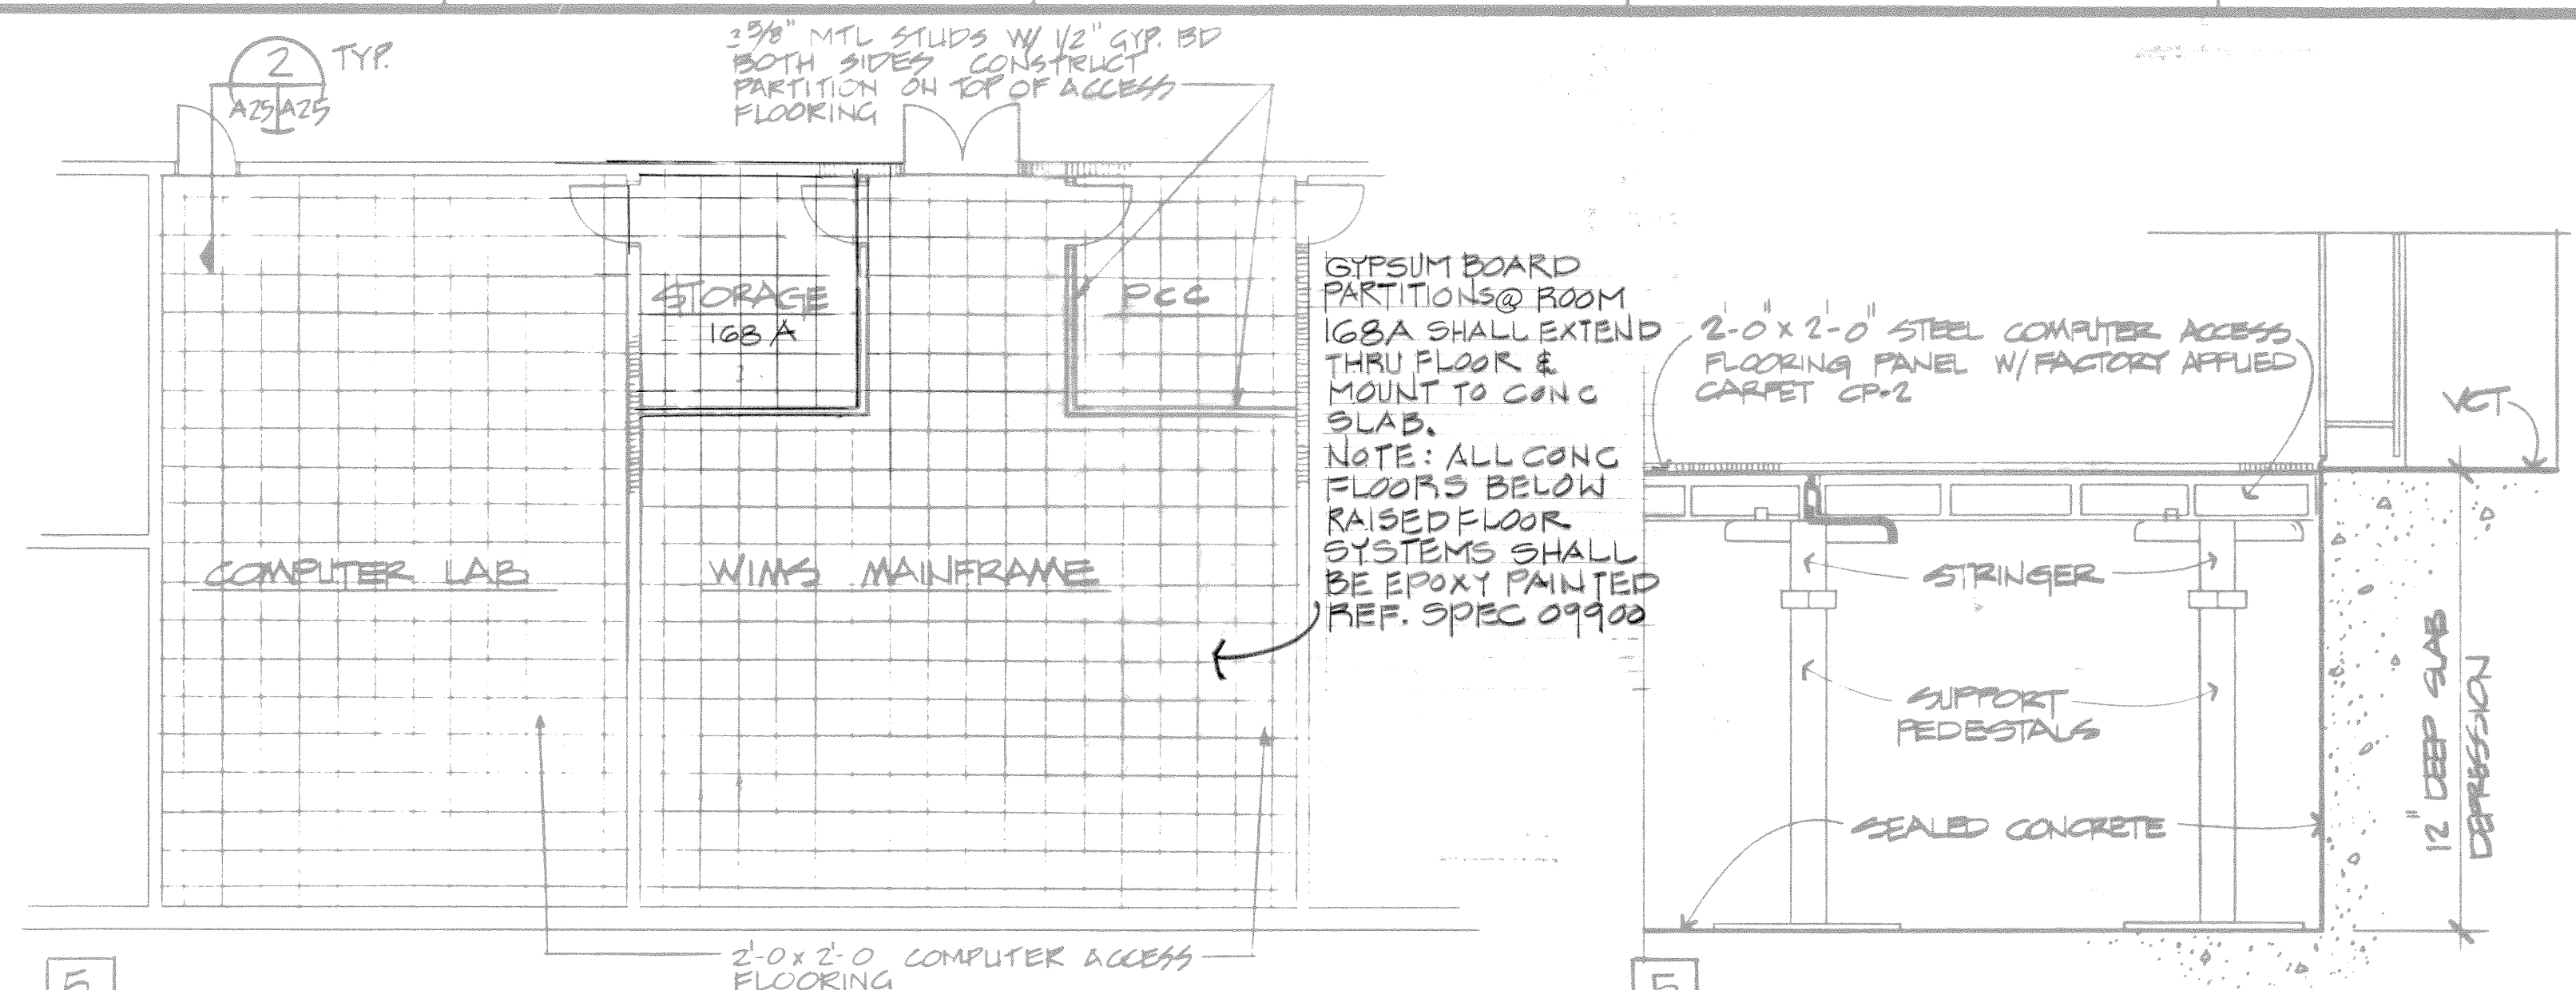 2 TYP.
A25 A25
2 5/8" MTL STUDS W/ 1/2" GYP. BD
BOTH SIDES CONSTRUCT
PARTITION ON TOP OF ACCESS
FLOORING
STORAGE
168 A
PCC
GYPSUM BOARD
PARTITIONS @ ROOM
168A SHALL EXTEND
THRU FLOOR &
MOUNT TO CONC
SLAB.
NOTE: ALL CONC
FLOORS BELOW
RAISED FLOOR
SYSTEMS SHALL
BE EPOXY PAINTED
REF. SPEC 09900
COMPUTER LAB
WIMS MAINFRAME
2'-0 x 2'-0 COMPUTER ACCESS
FLOORING
5
2'-0" x 2'-0" STEEL COMPUTER ACCESS
FLOORING PANEL W/ FACTORY APPLIED
CARPET CP-2
VCT
STRINGER
SUPPORT
PEDESTALS
SEALED CONCRETE
12" DEEP SLAB
DEPRESSION
5